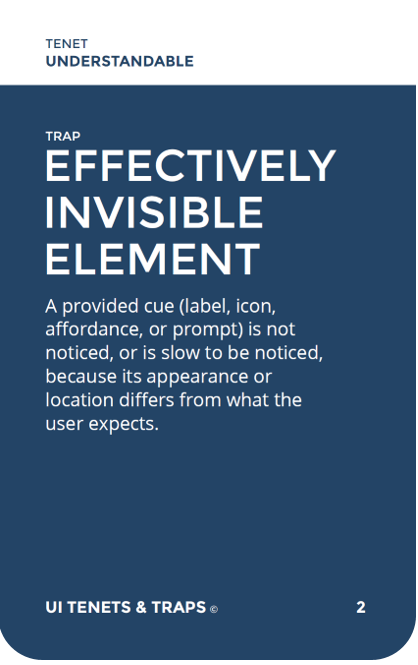 TENET
UNDERSTANDABLE
TRAP
EFFECTIVELY
INVISIBLE
ELEMENT
A provided cue (label, icon,
affordance, or prompt) is not
noticed, or is slow to be noticed,
because its appearance or
location differs from what the
user expects.
UI TENETS & TRAPS ©
2